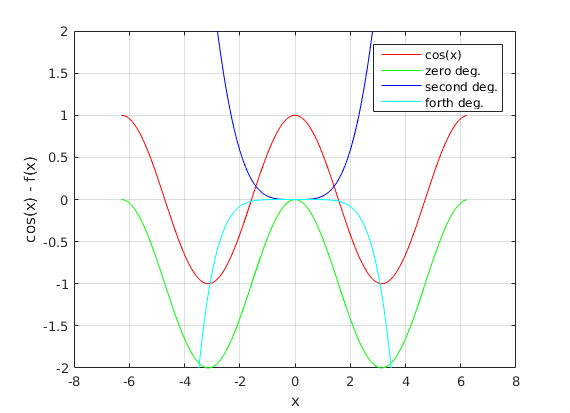 2
1.5
1
0.5
0
-0.5
-1
-1.5
-2
-8 -6 -4 -2 0 2 4 6 8
x
cos(x) - f(x)
cos(x)
zero deg.
second deg.
forth deg.